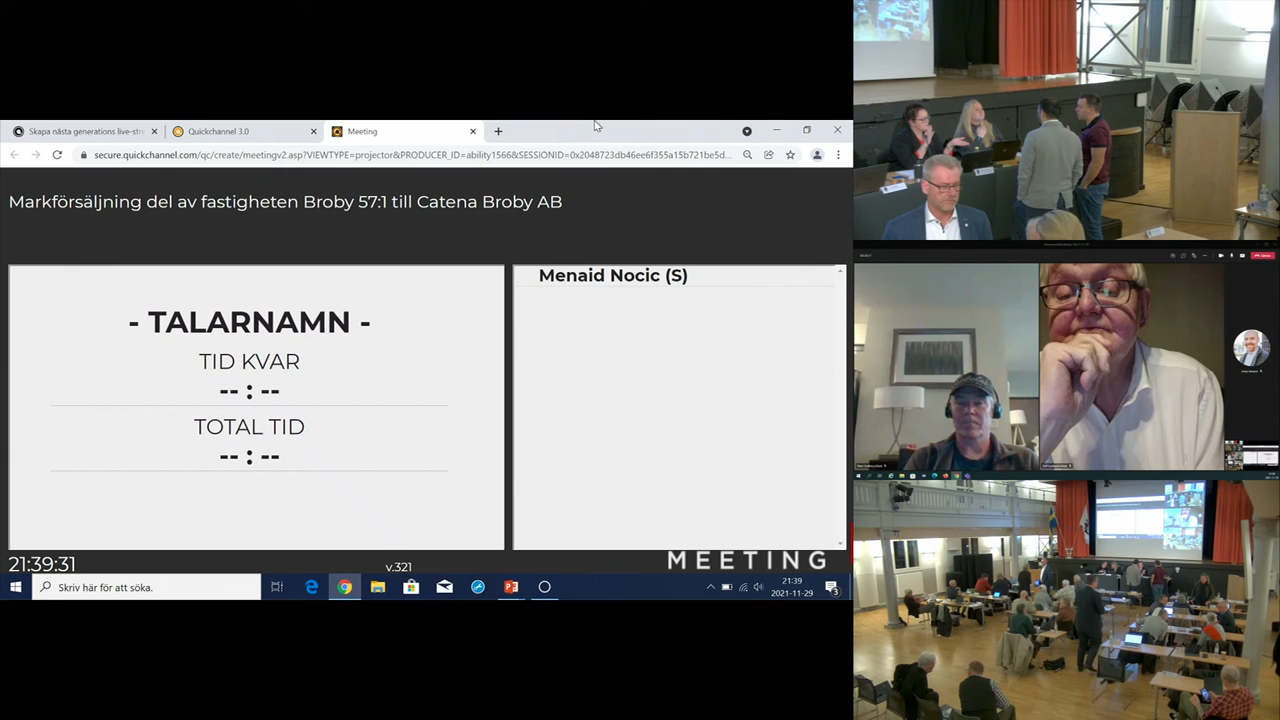 Skapa nästa generations live-stre
Quickchannel 3.0
Meeting
secure.quickchannel.com/qc/create/meetingv2.asp?VIEWTYPE=projector&PRODUCER_ID=ability1566&SESSIONID=0x2048723db46ee6f355a15b721be5d...
Markförsäljning del av fastigheten Broby 57:1 till Catena Broby AB
- TALARNAMN -
TID KVAR
-- : --
TOTAL TID
-- : --
Menaid Nocic (S)
21:39:31
v.321
MEETING
Skriv här för att söka.
21:39
2021-11-29
3